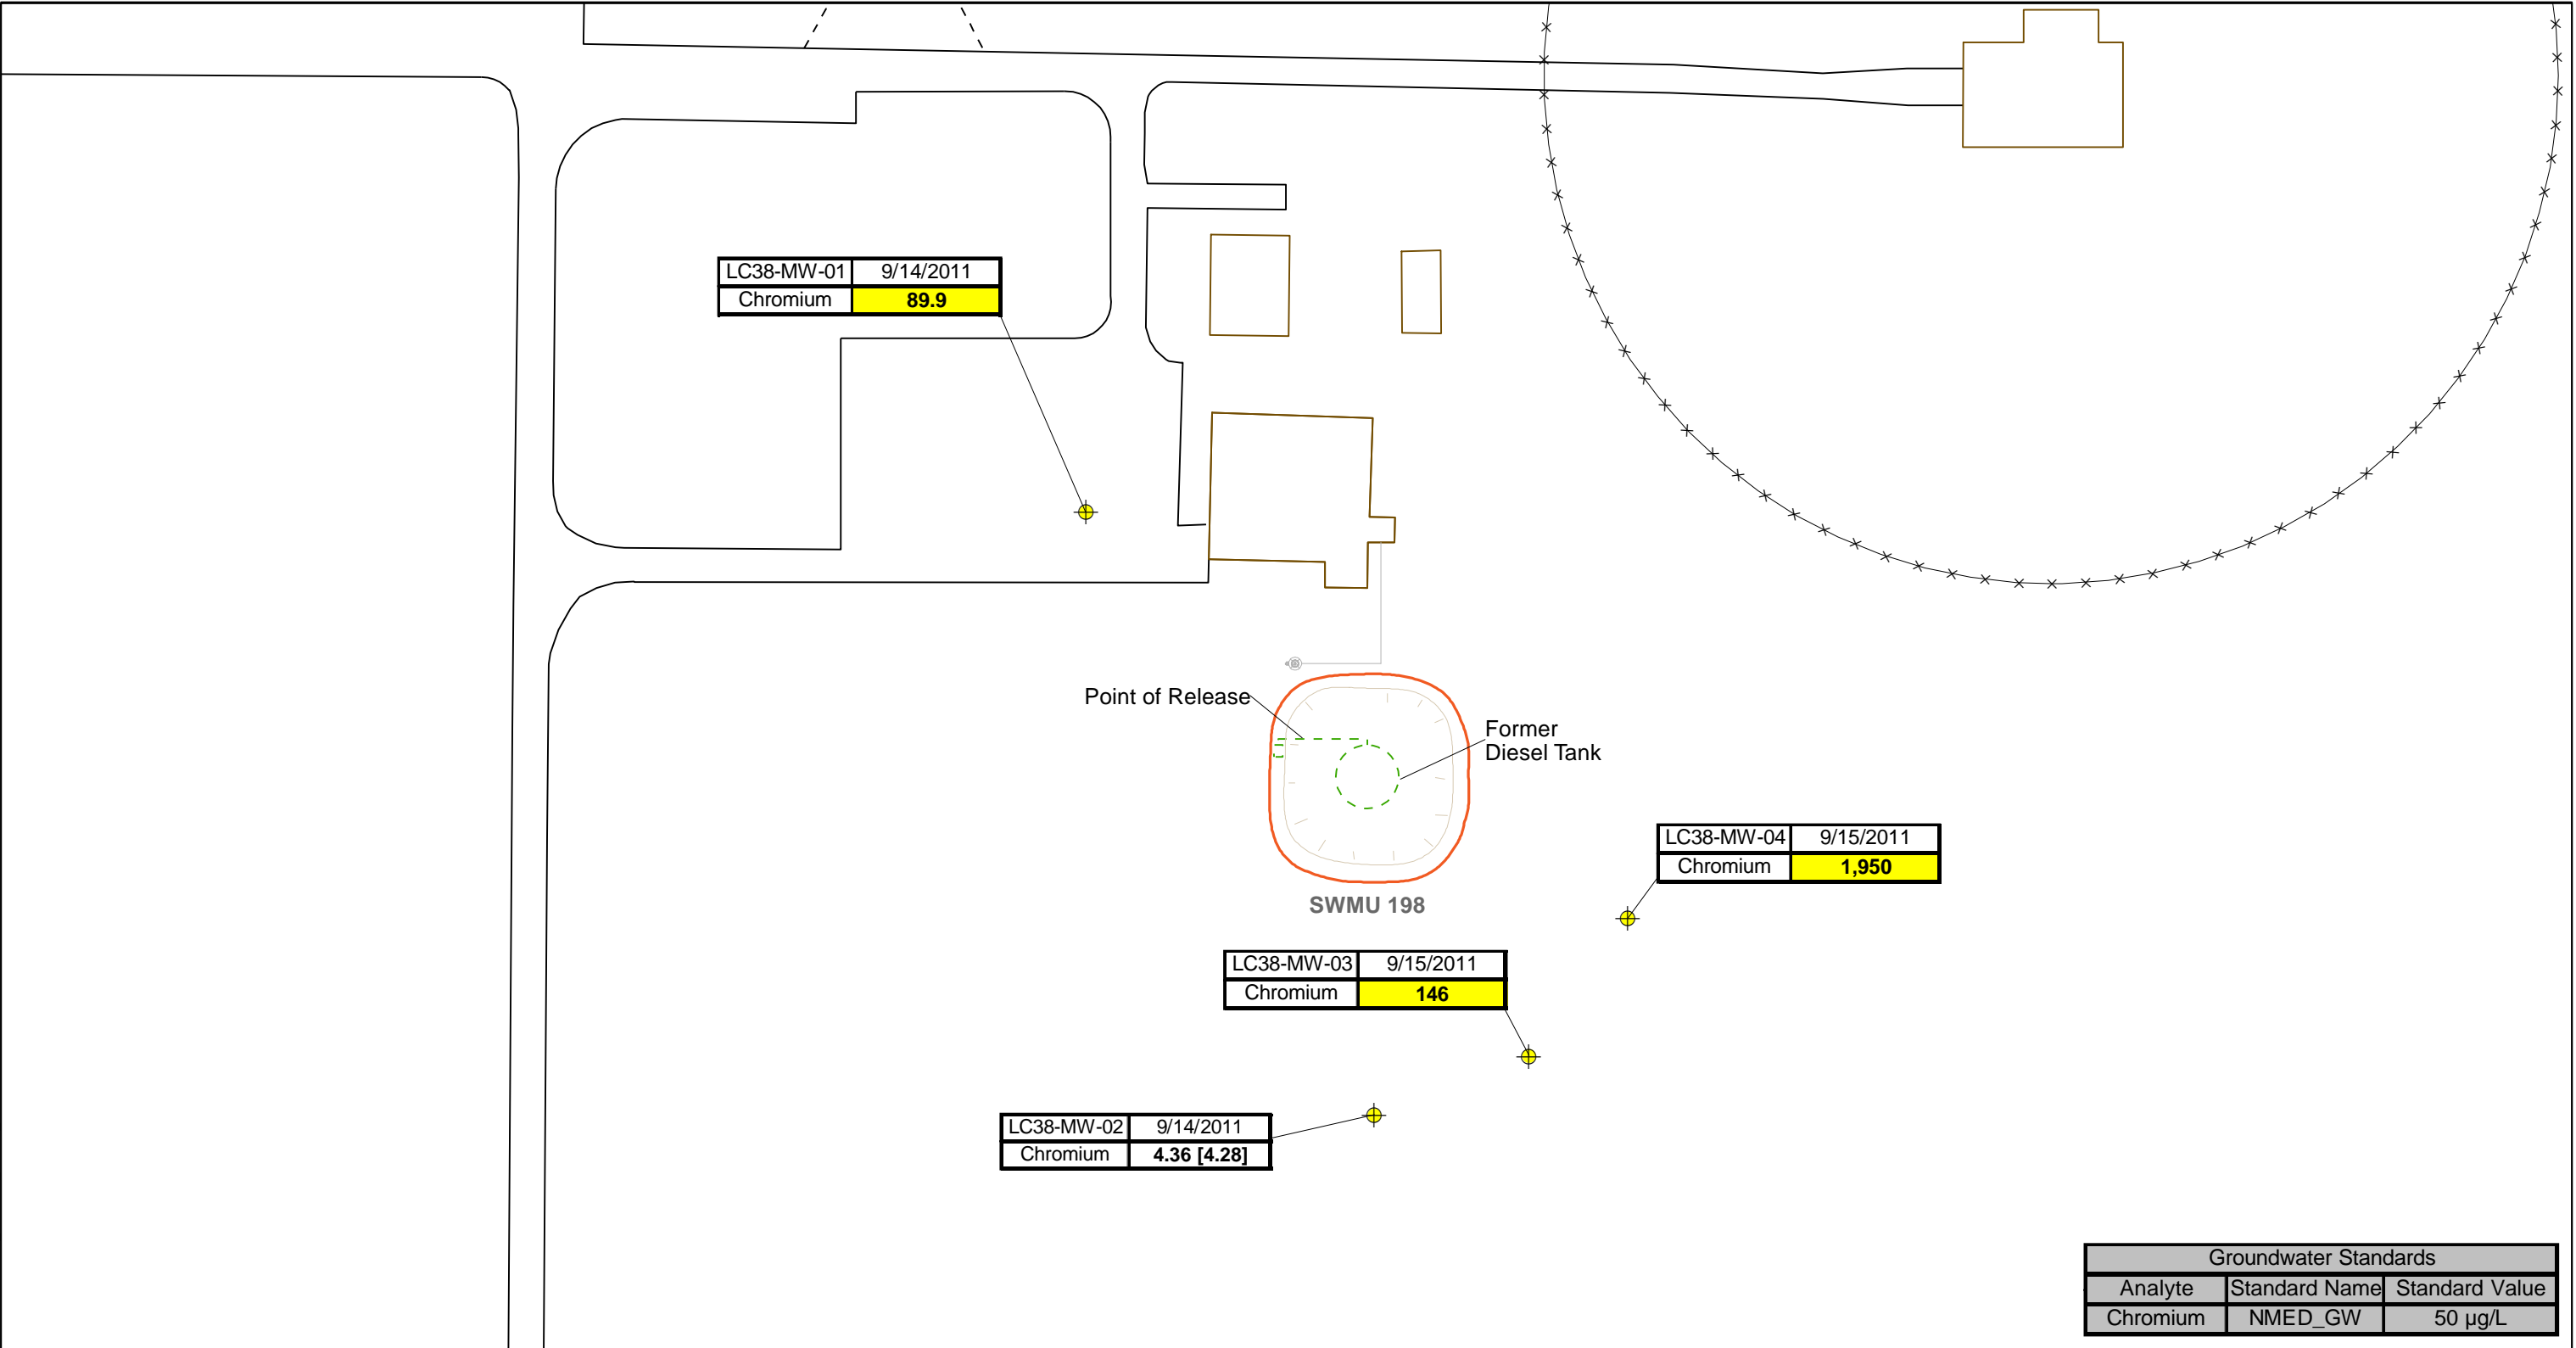 LC38-MW-01 9/14/2011
Chromium 89.9
Point of Release
Former
Diesel Tank
LC38-MW-04 9/15/2011
Chromium 1,950
SWMU 198
LC38-MW-03 9/15/2011
Chromium 146
LC38-MW-02 9/14/2011
Chromium 4.36 [4.28]
Groundwater Standards
Analyte Standard Name Standard Value
Chromium NMED_GW 50 µg/L